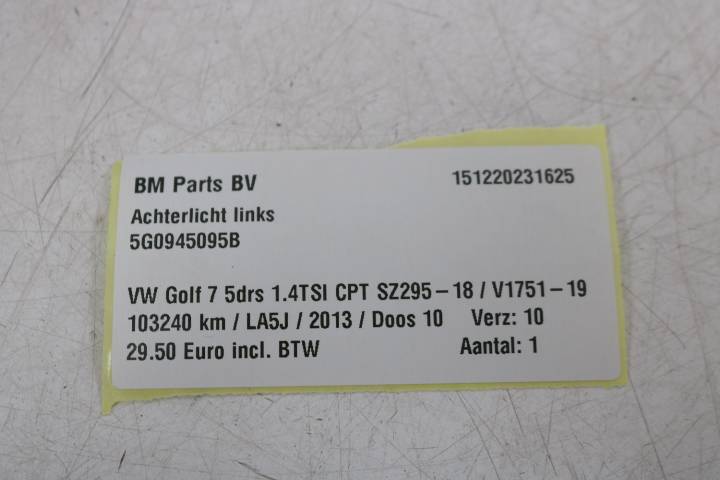 BM Parts BV 151220231625
Achterlicht links
5G0945095B
VW Golf 7 5drs 1.4TSI CPT SZ295-18 / V1751-19
103240 km / LA5J / 2013 / Doos 10 Verz: 10
29.50 Euro incl. BTW Aantal: 1